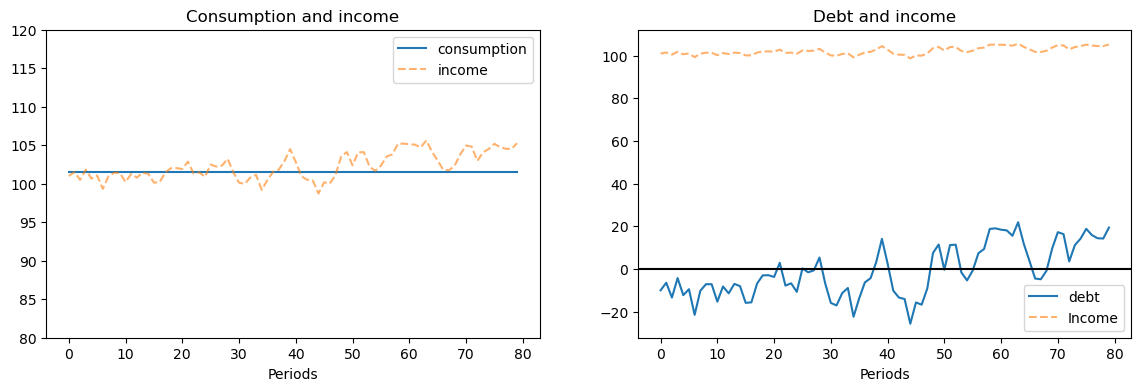 Consumption and income
120
115
110
105
100
95
90
85
80
0 10 20 30 40 50 60 70 80
Periods
consumption
income
Debt and income
100
80
60
40
20
0
−20
0 10 20 30 40 50 60 70 80
Periods
debt
Income